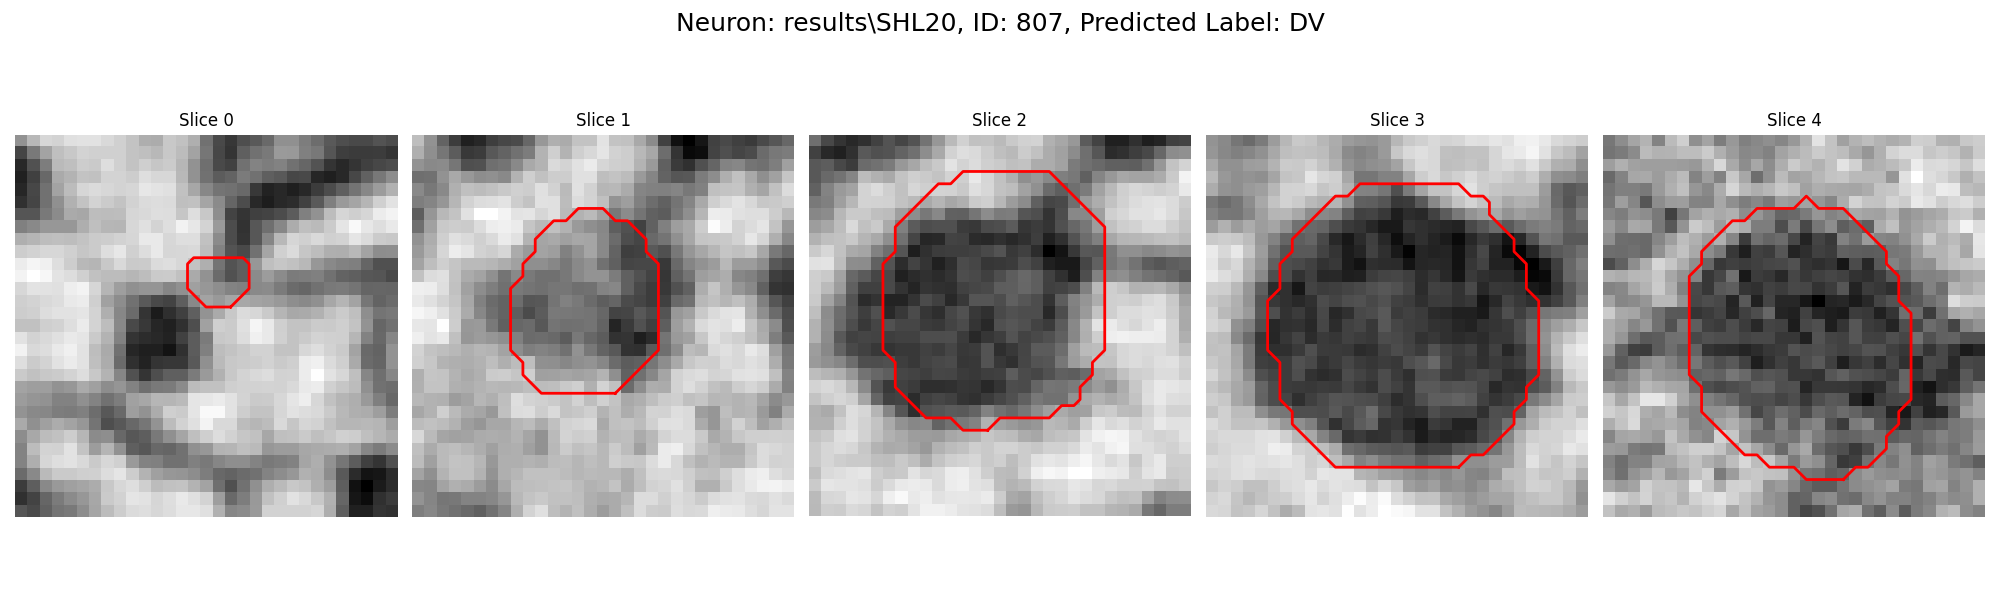 Neuron: results\SHL20, ID: 807, Predicted Label: DV
Slice 0
Slice 1
Slice 2
Slice 3
Slice 4